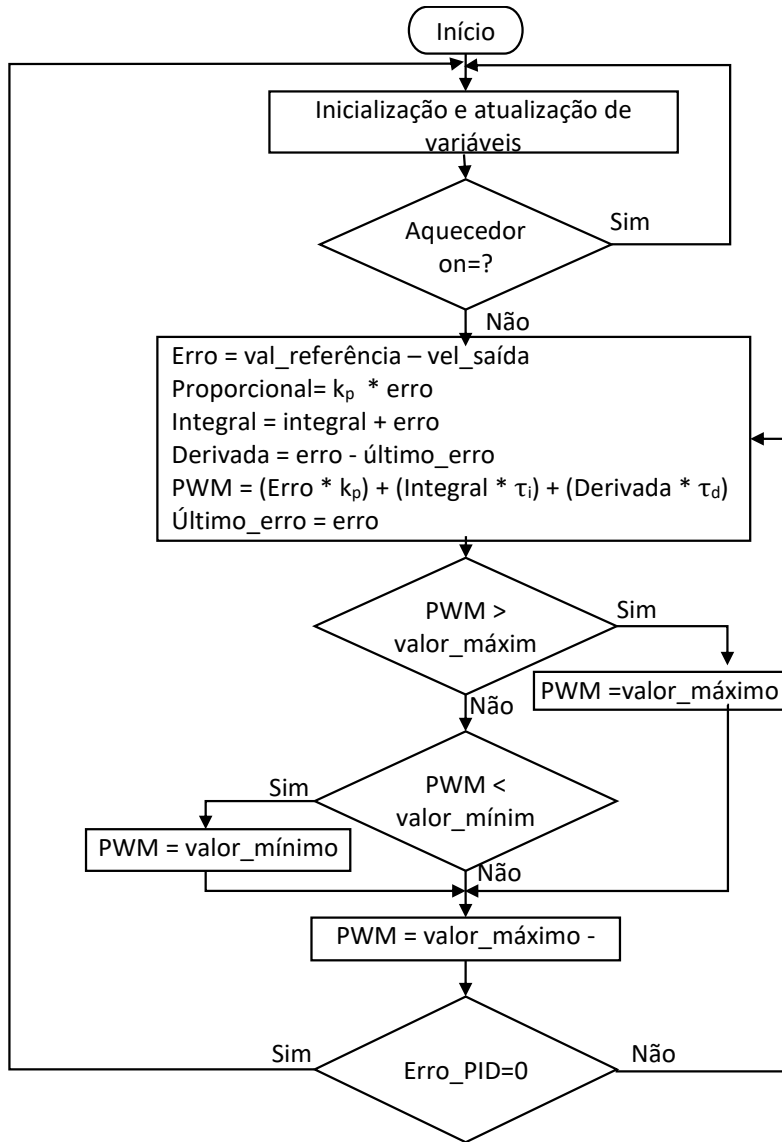 Início
Inicialização e atualização de
variáveis
Aquecedor
on=?
Sim
Não
Erro = val_referência – vel_saída
Proporcional= kₚ * erro
Integral = integral + erro
Derivada = erro - último_erro
PWM = (Erro * kₚ) + (Integral * τᵢ) + (Derivada * τd)
Último_erro = erro
PWM >
valor_máxim
Sim
PWM =valor_máximo
Não
PWM <
valor_mínim
Sim
PWM = valor_mínimo
Não
PWM = valor_máximo -
Sim
Erro_PID=0
Não